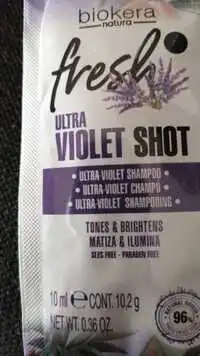 biokera
natura
fresh
ULTRA
VIOLET SHOT
• ULTRA-VIOLET SHAMPOO •
• ULTRA-VIOLET CHAMPÚ •
• ULTRA-VIOLET SHAMPOOING •
TONES & BRIGHTENS
MATIZA & ILUMINA
SLES FREE - PARABEN FREE
10 ml e CONT. 10,2 g
NET WT. 0.36 OZ.
96